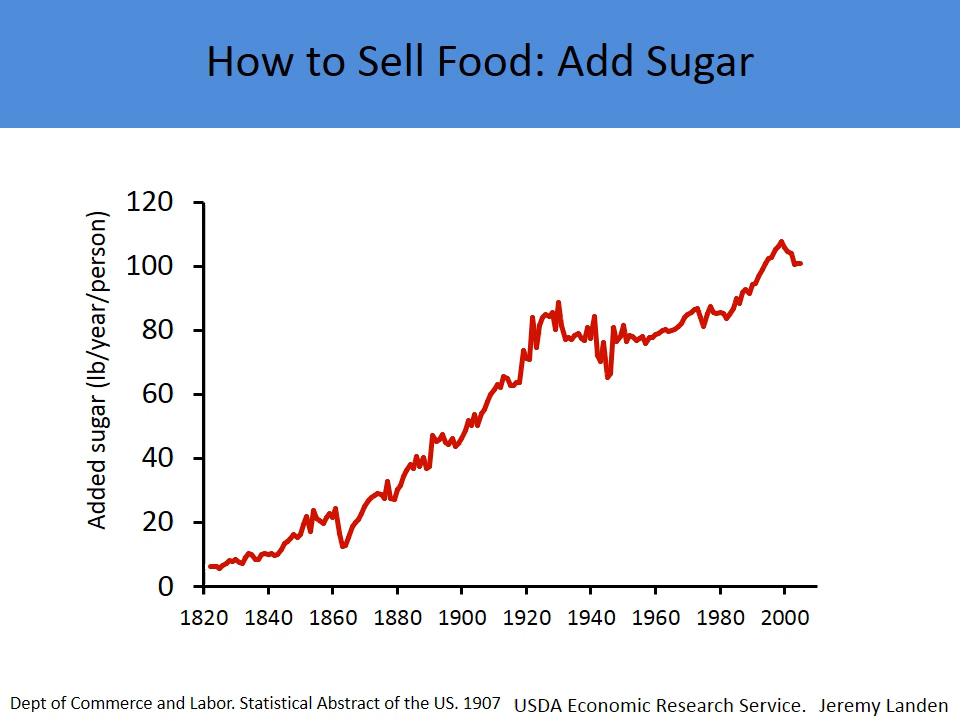 How to Sell Food: Add Sugar
Added sugar (lb/year/person)
120
100
80
60
40
20
0
1820 1840 1860 1880 1900 1920 1940 1960 1980 2000
Dept of Commerce and Labor. Statistical Abstract of the US. 1907 USDA Economic Research Service. Jeremy Landen